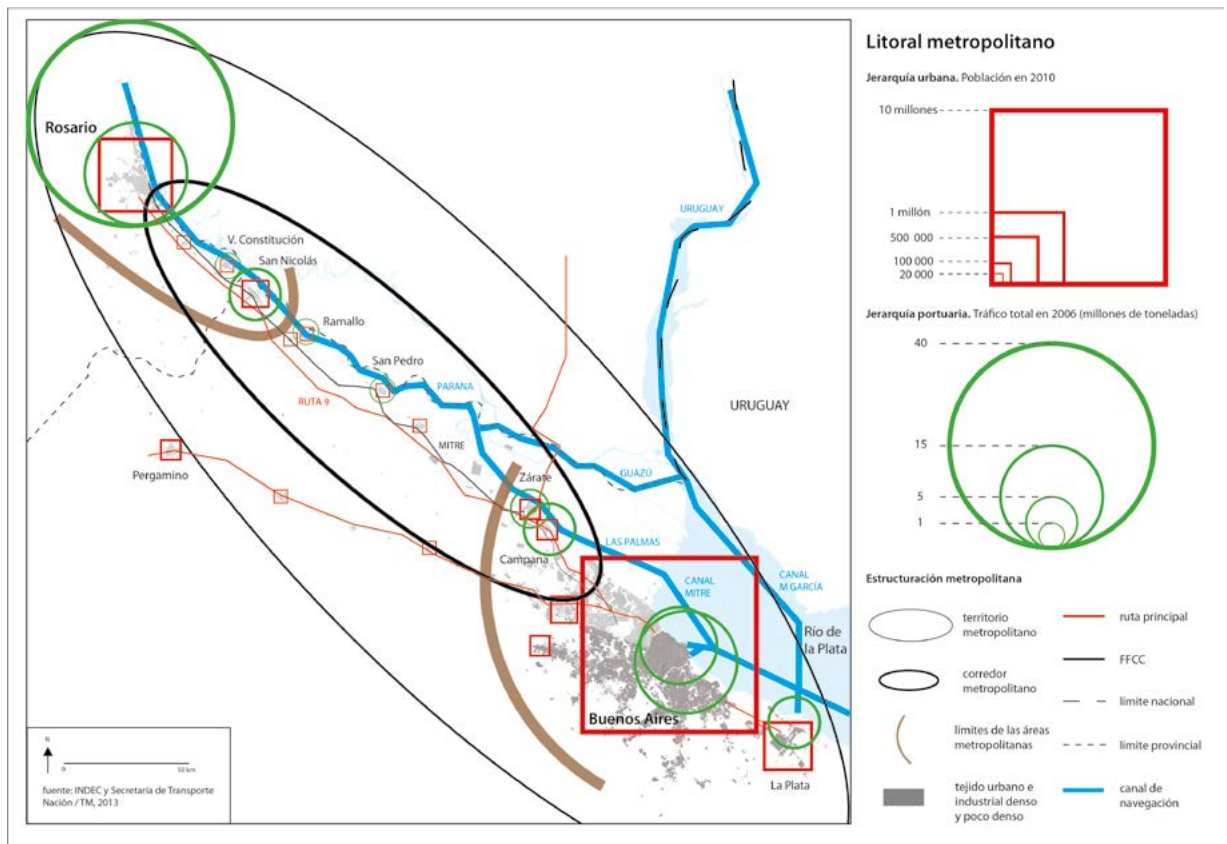 Rosario
V. Constitución
San Nicolás
Ramallo
San Pedro
PARANA
RUTA 9
MITRE
Pergamino
URUGUAY
URUGUAY
GUAZÚ
Zárate
Campana
LAS PALMAS
CANAL
MITRE
CANAL
M GARCÍA
Río de
la Plata
Buenos Aires
La Plata
N
0
50 km
fuente: INDEC y Secretaría de Transporte
Nación / TM, 2013
Litoral metropolitano
Jerarquía urbana. Población en 2010
10 millones
1 millón
500 000
100 000
20 000
Jerarquía portuaria. Tráfico total en 2006 (millones de toneladas)
40
15
5
1
Estructuración metropolitana
territorio
metropolitano
corredor
metropolitano
límites de las áreas
metropolitanas
tejido urbano e
industrial denso
y poco denso
ruta principal
FFCC
límite nacional
límite provincial
canal de
navegación